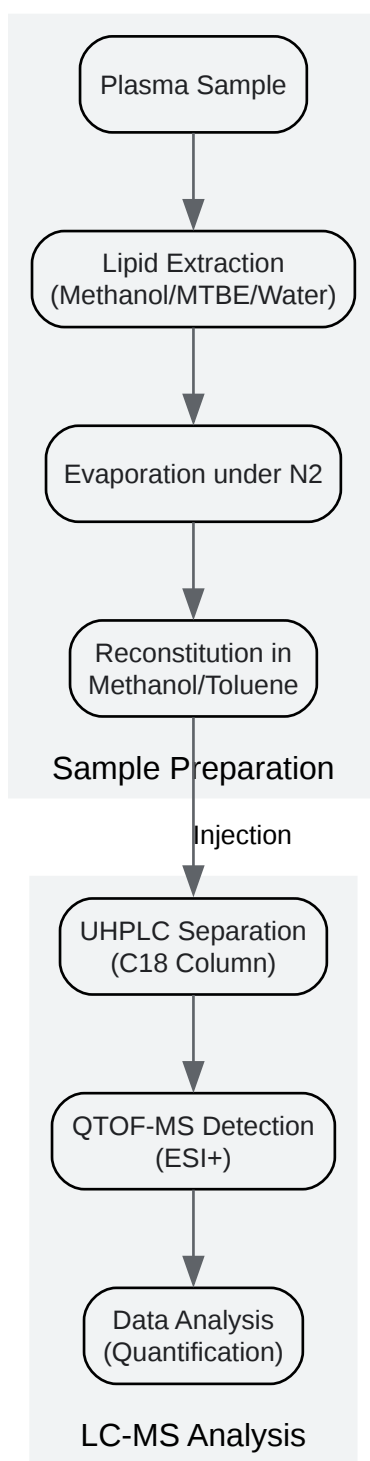 Plasma Sample
Lipid Extraction
(Methanol/MTBE/Water)
Evaporation under N2
Reconstitution in
Methanol/Toluene
Sample Preparation
Injection
UHPLC Separation
(C18 Column)
QTOF-MS Detection
(ESI+)
Data Analysis
(Quantification)
LC-MS Analysis